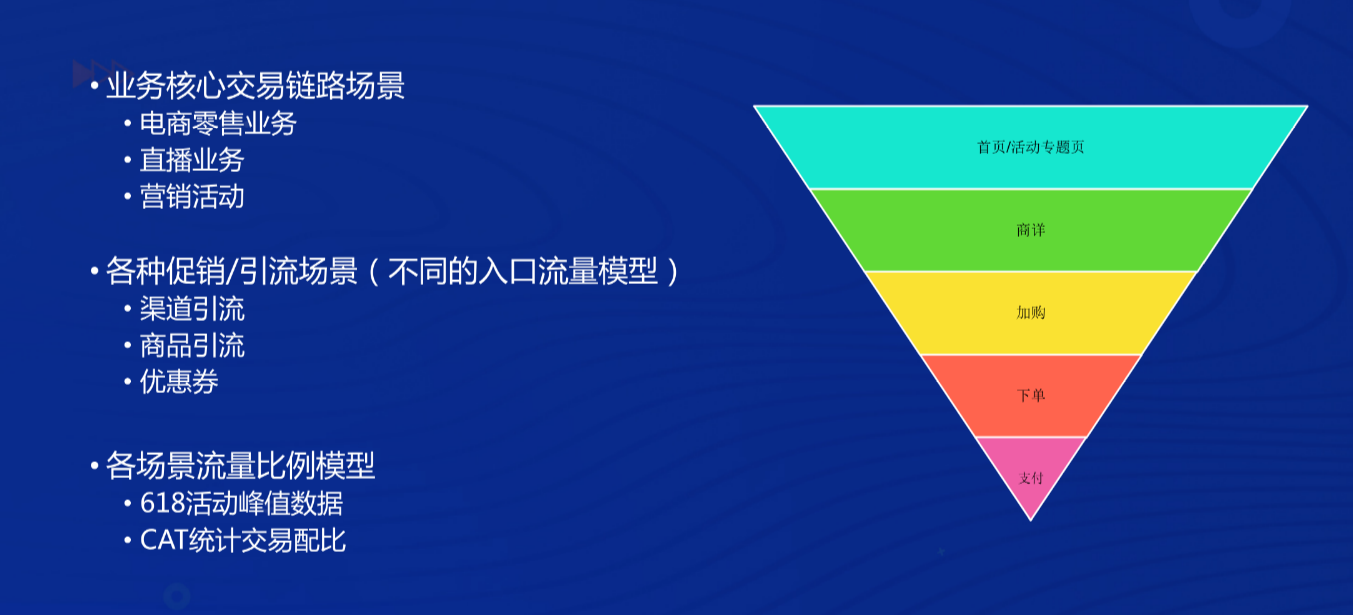 • 业务核心交易链路场景
• 电商零售业务
• 直播业务
• 营销活动
• 各种促销/引流场景（不同的入口流量模型）
• 渠道引流
• 商品引流
• 优惠券
• 各场景流量比例模型
• 618活动峰值数据
• CAT统计交易配比
首页/活动专题页
商详
加购
下单
支付